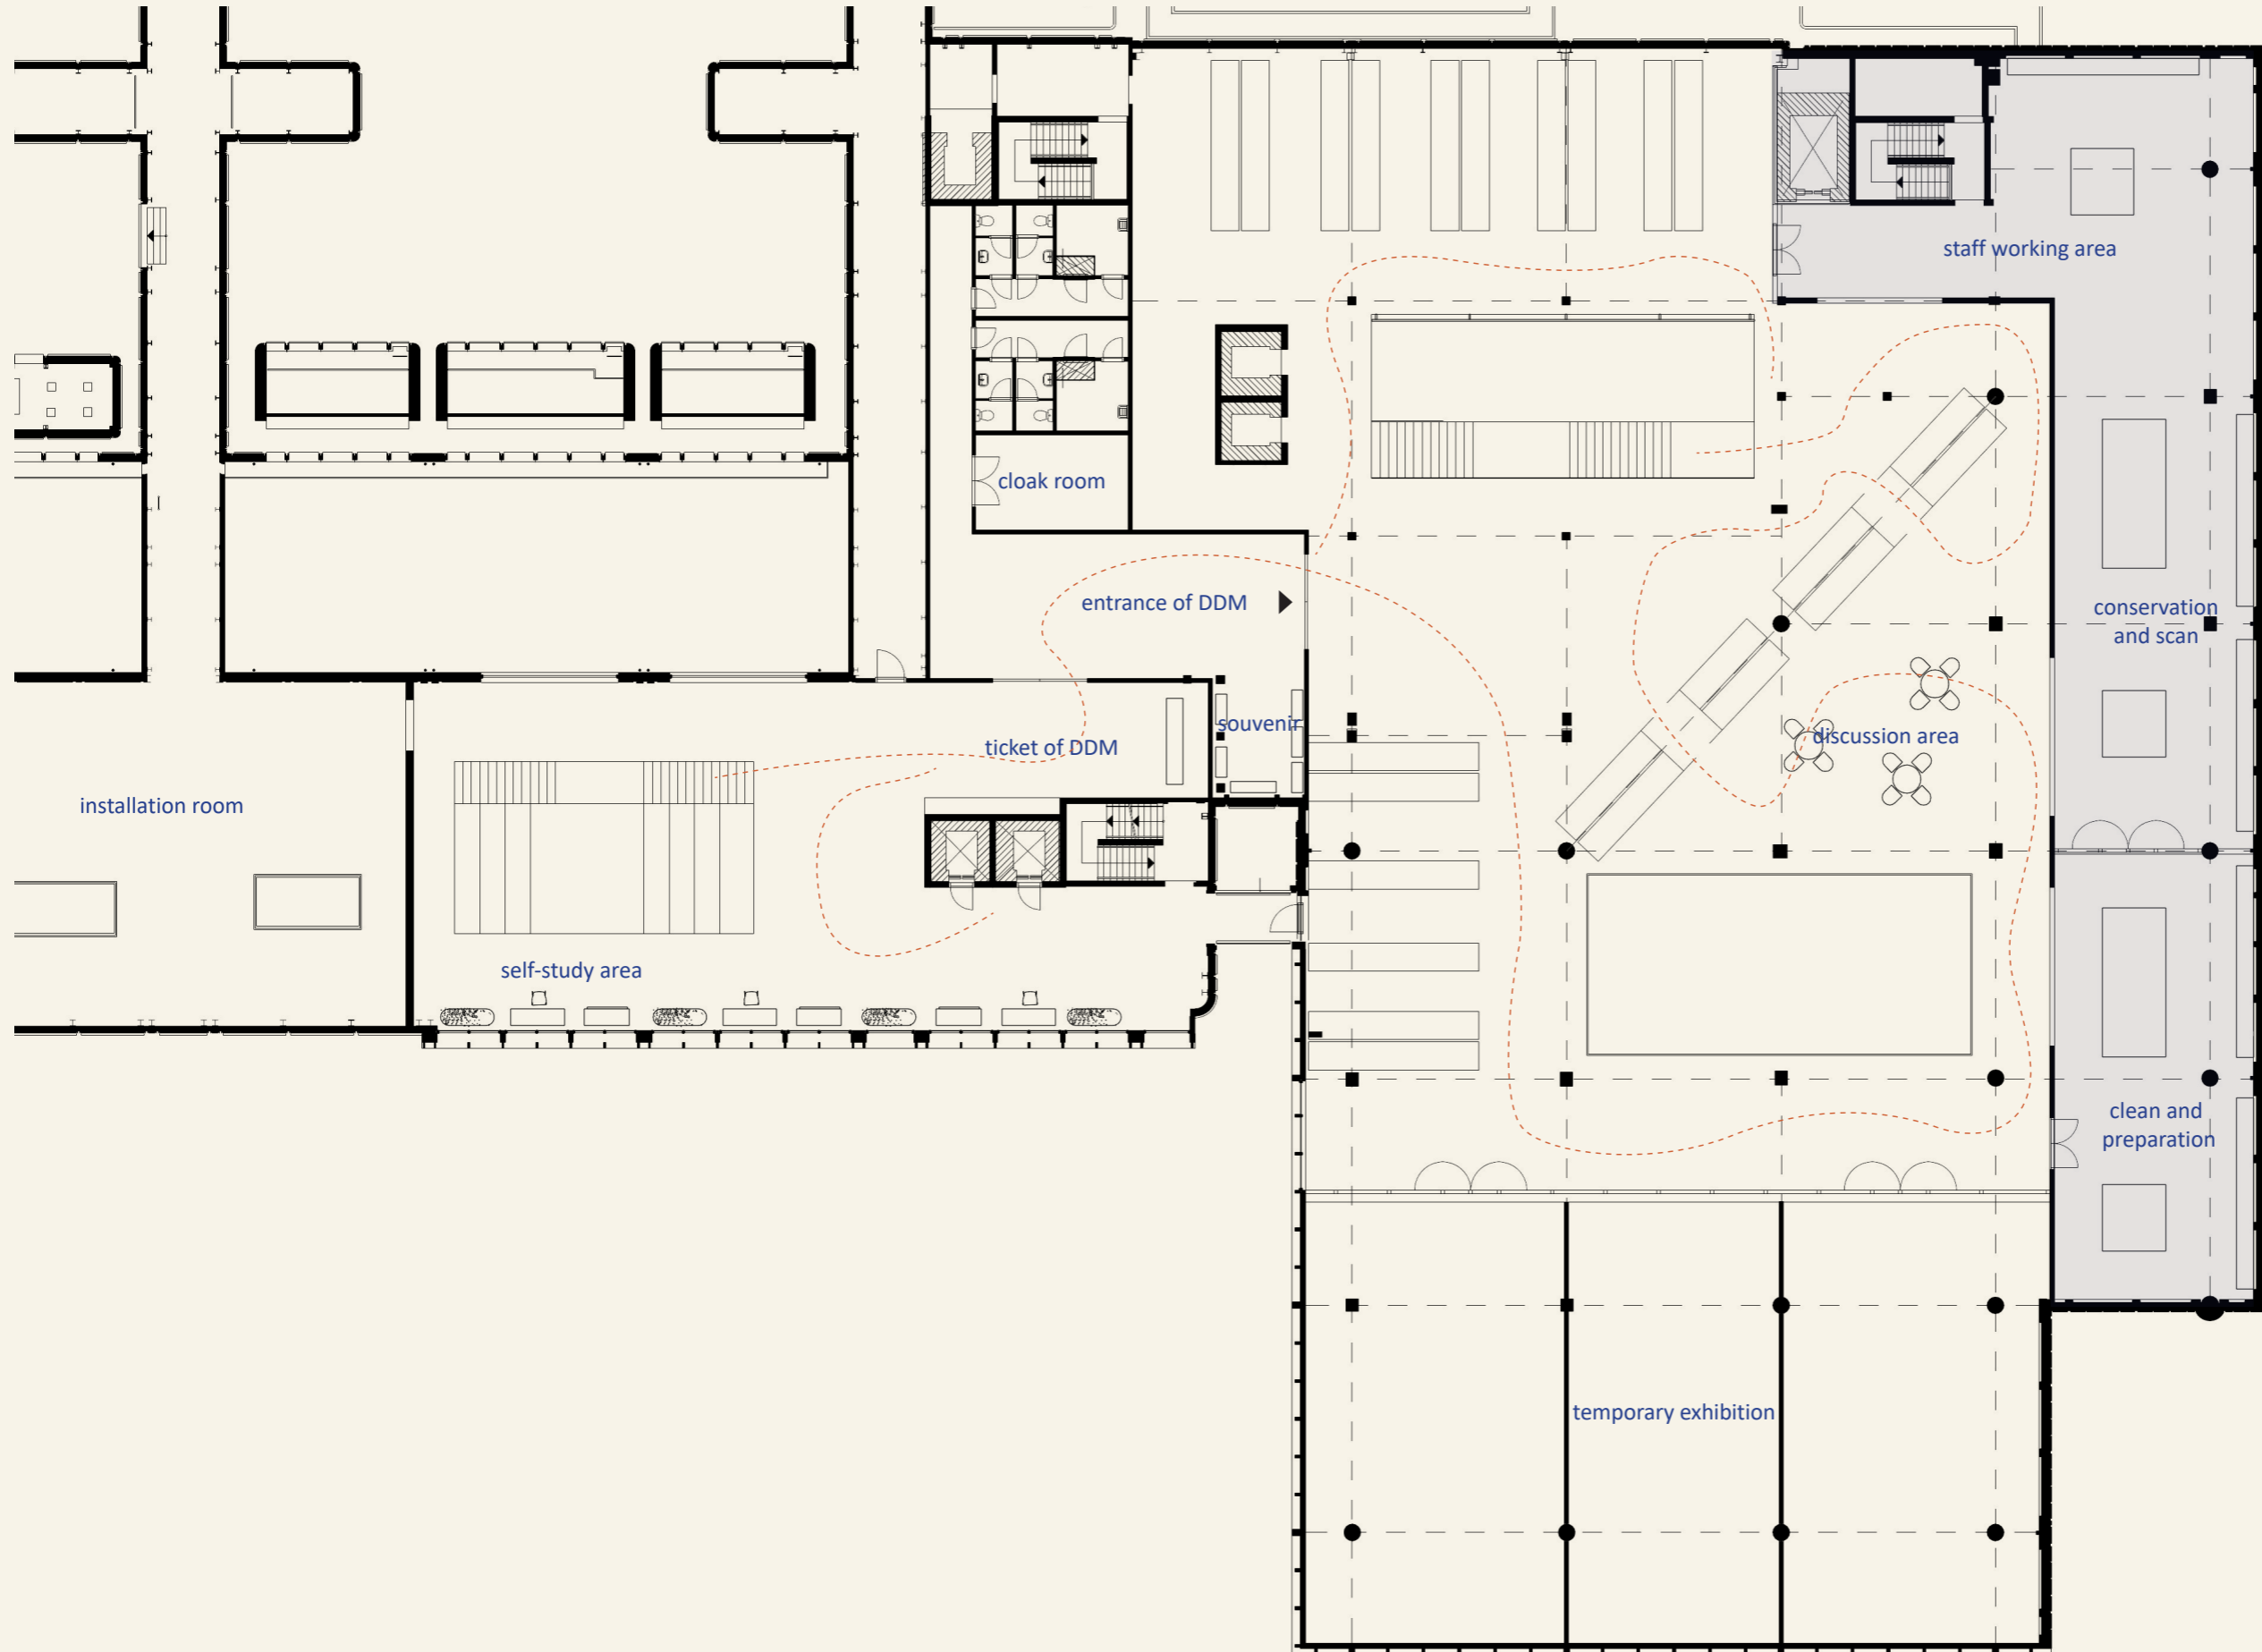 staff working area
cloak room
entrance of DDM
conservation
and scan
souvenir
ticket of DDM
discussion area
installation room
self-study area
clean and
preparation
temporary exhibition